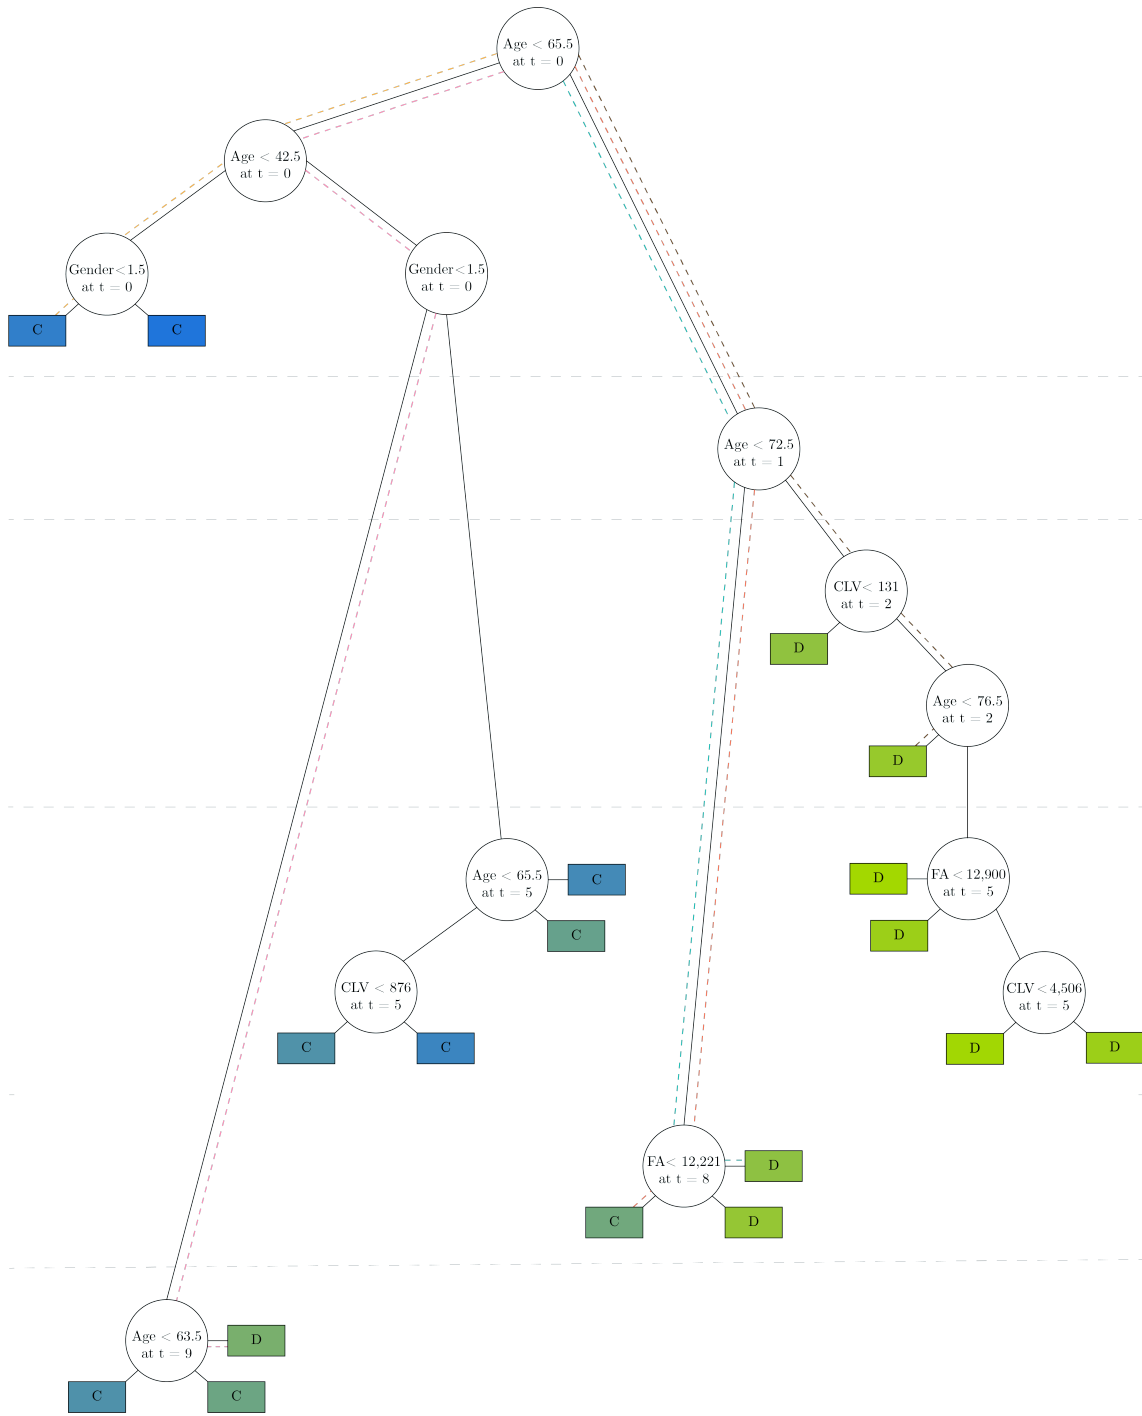 Age < 65.5
at t = 0
Age < 42.5
at t = 0
Gender<1.5
at t = 0
Gender<1.5
at t = 0
C
C
Age < 72.5
at t = 1
CLV< 131
at t = 2
D
Age < 76.5
at t = 2
D
Age < 65.5
at t = 5
C
D
FA < 12,900
at t = 5
C
D
CLV < 876
at t = 5
CLV<4,506
at t = 5
C
C
D
D
FA< 12,221
at t = 8
D
C
D
Age < 63.5
at t = 9
D
C
C